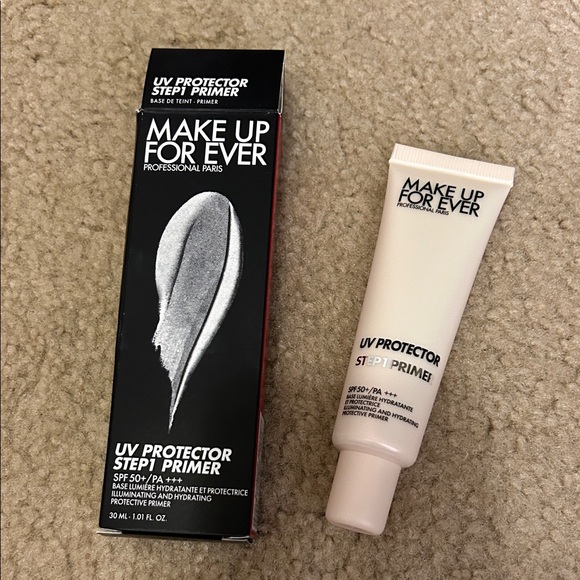 UV PROTECTOR
STEP1 PRIMER
BASE DE TEINT - PRIMER
MAKE UP
FOR EVER
PROFESSIONAL PARIS
UV PROTECTOR
STEP1 PRIMER
SPF 50+/PA +++
BASE LUMIÈRE HYDRATANTE ET PROTECTRICE
ILLUMINATING AND HYDRATING
PROTECTIVE PRIMER
30 ML - 1.01 FL. OZ.
MAKE UP
FOR EVER
PROFESSIONAL PARIS
UV PROTECTOR
STEP1 PRIMER
SPF 50+/PA +++
BASE LUMIÈRE HYDRATANTE
ET PROTECTRICE
ILLUMINATING AND HYDRATING
PROTECTIVE PRIMER